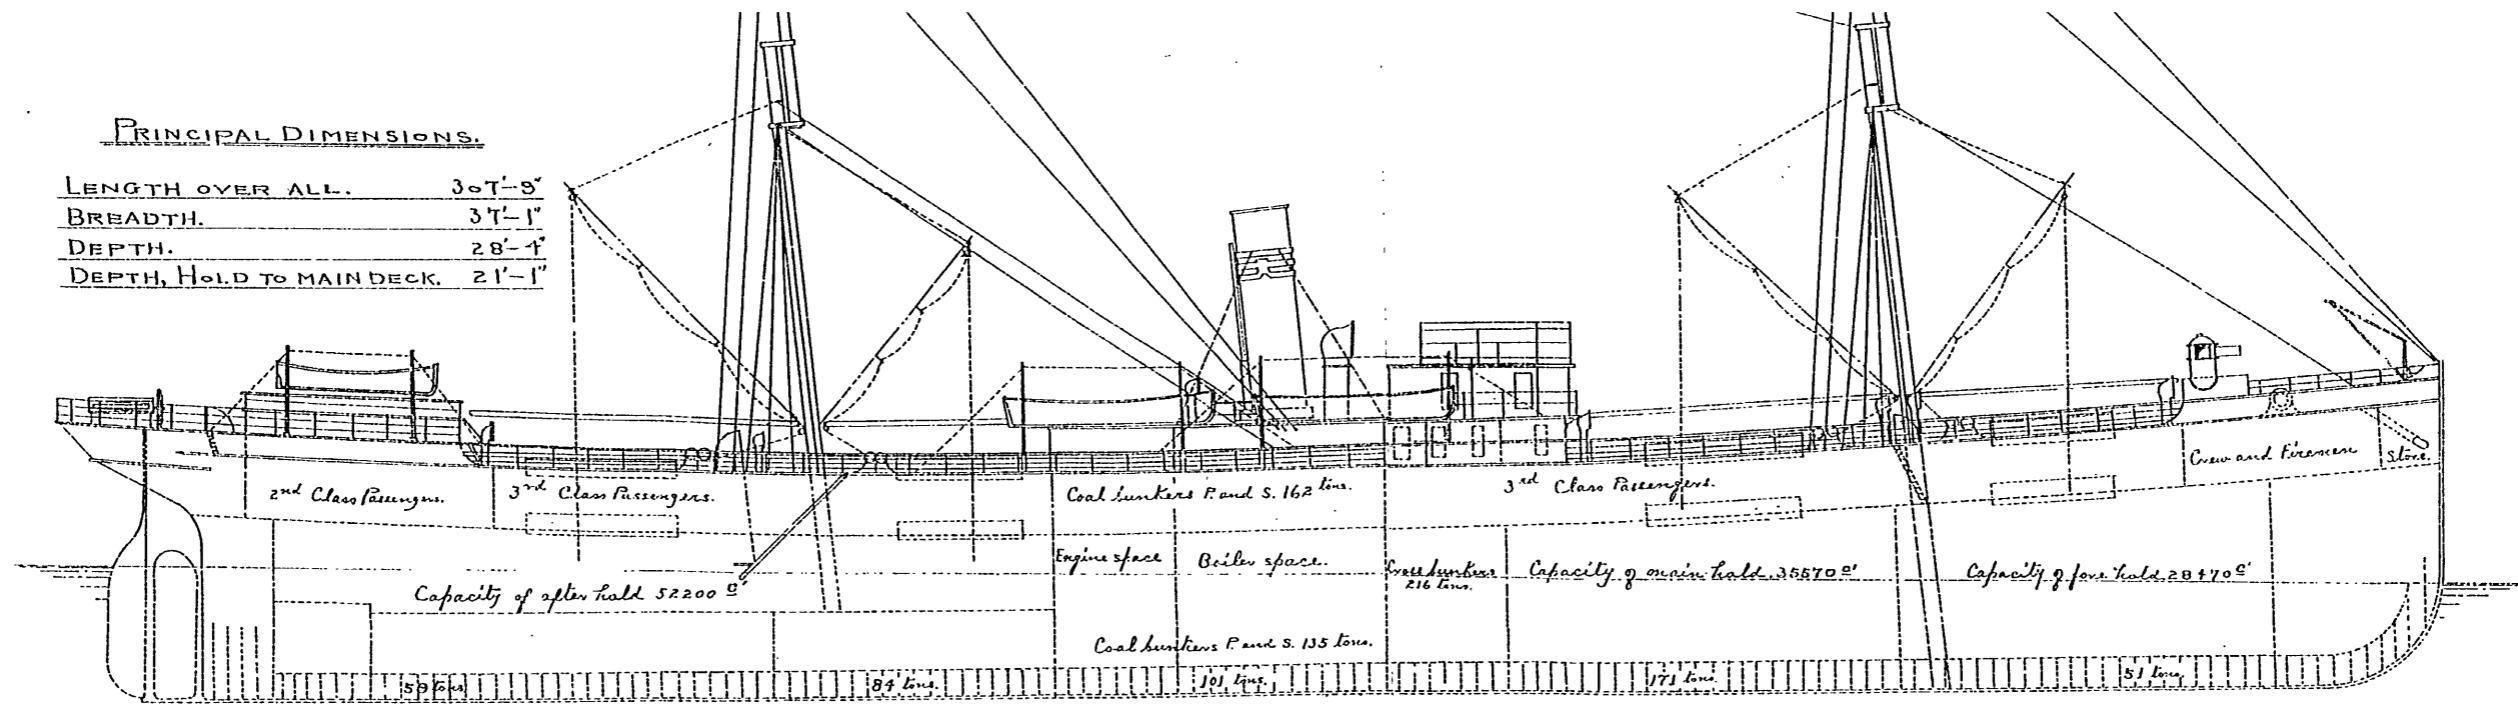 PRINCIPAL DIMENSIONS.
LENGTH OVER ALL. 307'-9"
BREADTH. 37'-1"
DEPTH. 28'-4"
DEPTH, HOLD TO MAIN DECK. 21'-1"
2nd Class Passengers.
3rd Class Passengers.
Coal bunkers P. and S. 162 tons.
3rd Class Passengers.
Crew and Firemen
Store.
Engine space
Boiler space.
Cross bunkers
216 tons.
Capacity of main hold 35570 c'
Capacity of fore hold 28470 c'
Capacity of after hold 52200 c'
Coal bunkers P. and S. 135 tons.
59 tons
84 tons.
101 tons.
171 tons.
51 tons.